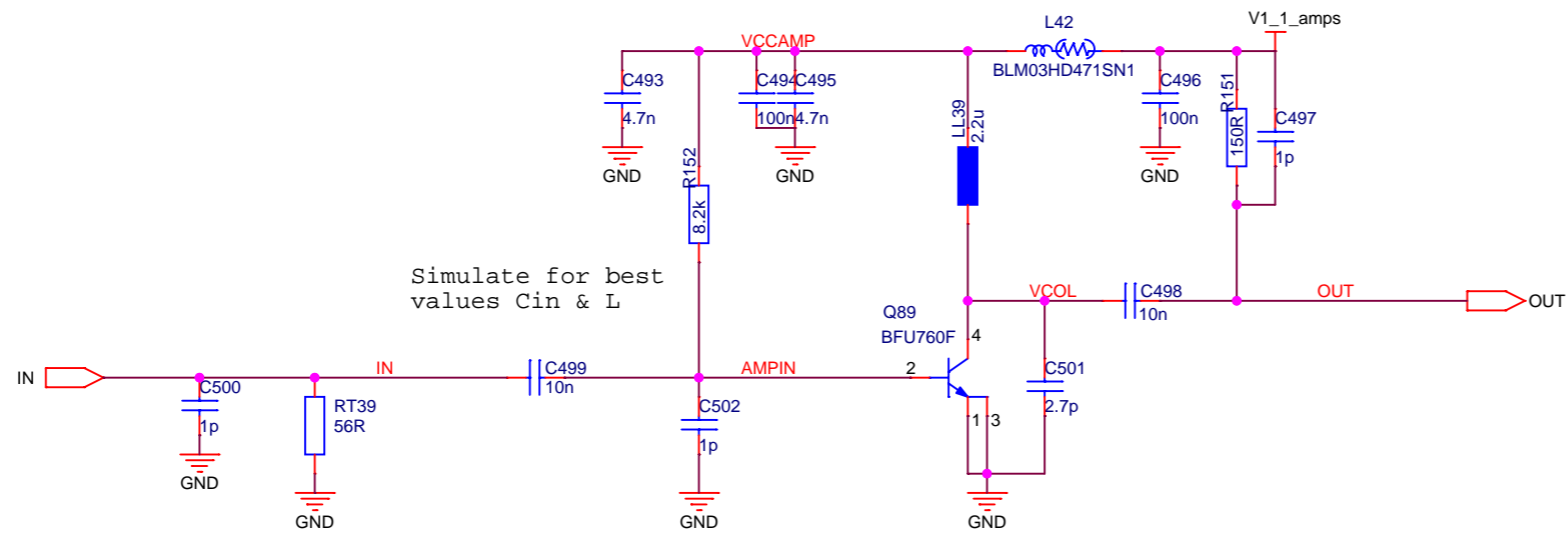 L42
V1_1_amps
VCCAMP
BLM03HD471SN1
C493
4.7n
GND
C494
100n
C495
4.7n
GND
LL39
2.2u
C496
100n
GND
R151
150R
C497
1p
R152
8.2k
Simulate for best
values Cin & L
VCOL
C498
10n
OUT
OUT
Q89
BFU760F
4
2
1
3
C501
2.7p
GND
IN
IN
C499
10n
AMPIN
C500
1p
GND
RT39
56R
GND
C502
1p
GND